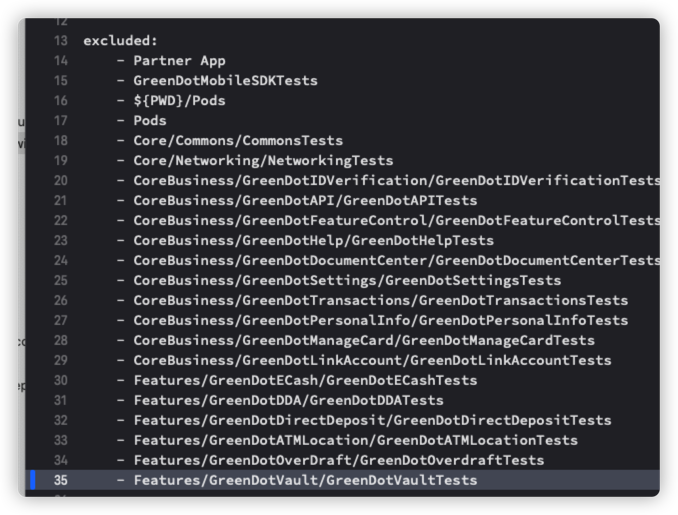 12
13 excluded:
14 - Partner App
15 - GreenDotMobileSDKTests
16 - ${PWD}/Pods
17 - Pods
18 - Core/Commons/CommonsTests
19 - Core/Networking/NetworkingTests
20 - CoreBusiness/GreenDotIDVerification/GreenDotIDVerificationTests
21 - CoreBusiness/GreenDotAPI/GreenDotAPITests
22 - CoreBusiness/GreenDotFeatureControl/GreenDotFeatureControlTests
23 - CoreBusiness/GreenDotHelp/GreenDotHelpTests
24 - CoreBusiness/GreenDotDocumentCenter/GreenDotDocumentCenterTests
25 - CoreBusiness/GreenDotSettings/GreenDotSettingsTests
26 - CoreBusiness/GreenDotTransactions/GreenDotTransactionsTests
27 - CoreBusiness/GreenDotPersonalInfo/GreenDotPersonalInfoTests
28 - CoreBusiness/GreenDotManageCard/GreenDotManageCardTests
29 - CoreBusiness/GreenDotLinkAccount/GreenDotLinkAccountTests
30 - Features/GreenDotECash/GreenDotECashTests
31 - Features/GreenDotDDA/GreenDotDDATests
32 - Features/GreenDotDirectDeposit/GreenDotDirectDepositTests
33 - Features/GreenDotATMLocation/GreenDotATMLocationTests
34 - Features/GreenDotOverDraft/GreenDotOverdraftTests
35 - Features/GreenDotVault/GreenDotVaultTests